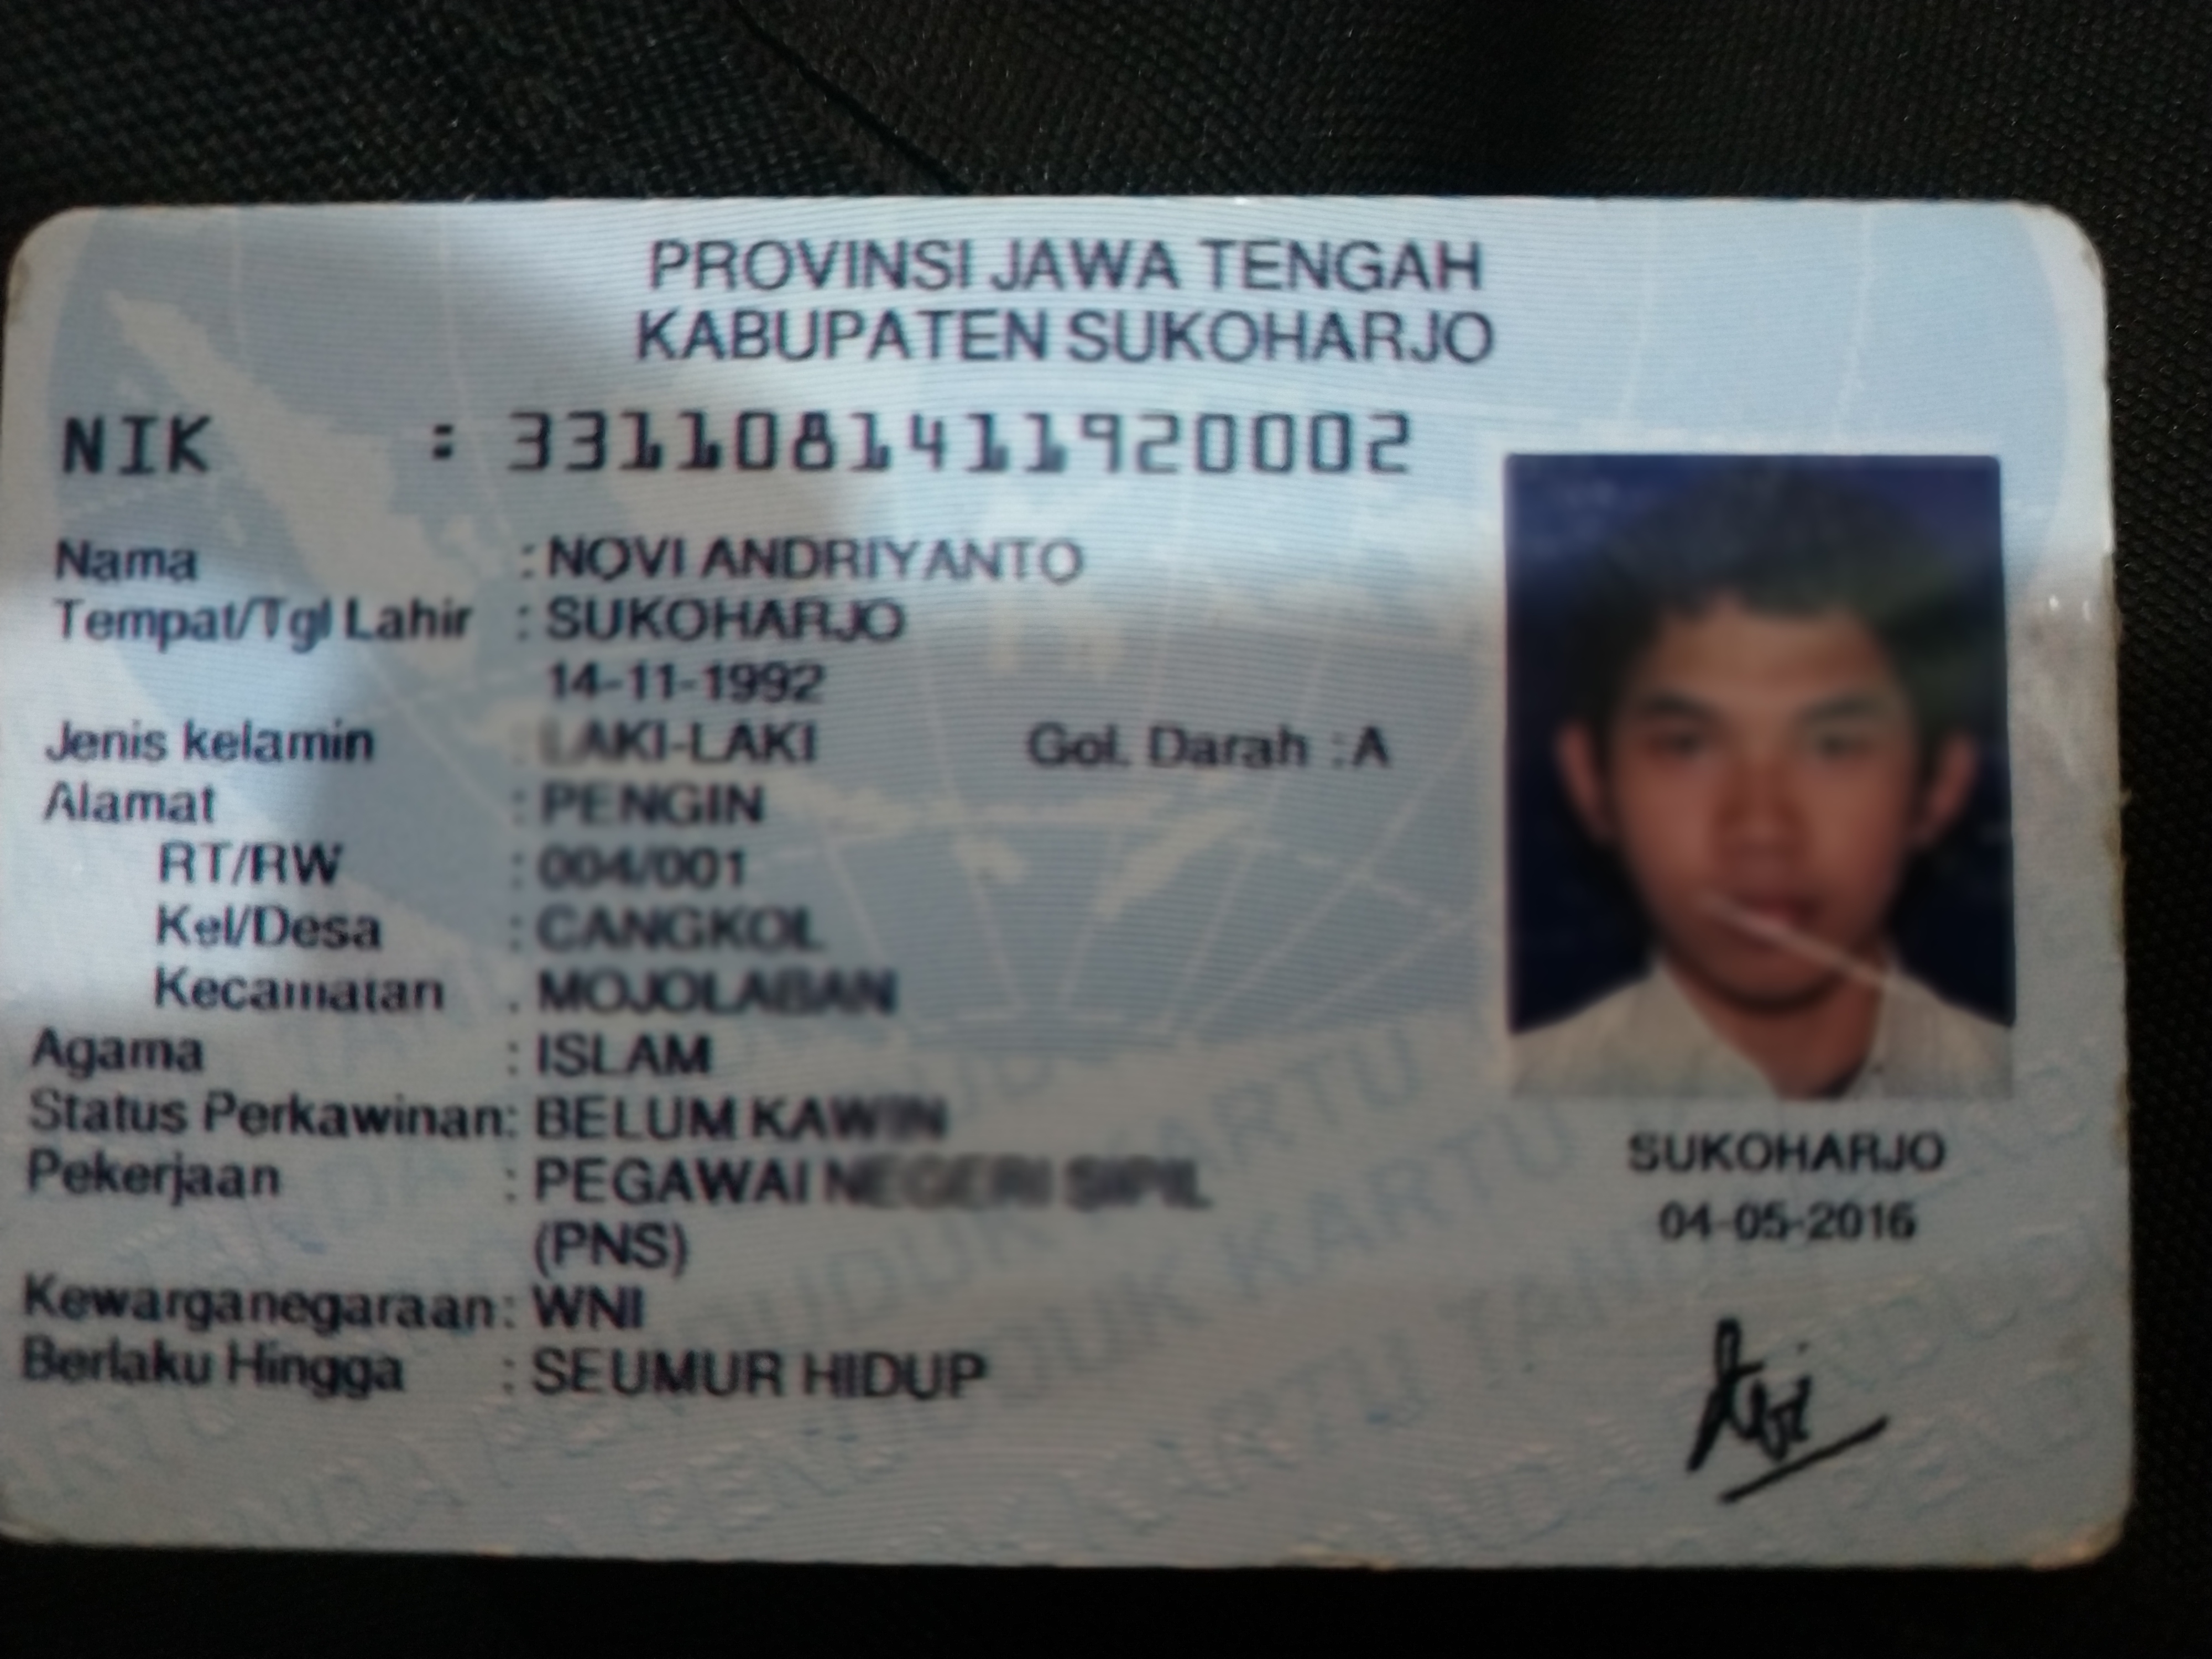 PROVINSI JAWA TENGAH
KABUPATEN SUKOHARJO
NIK : 3311081411920002
Nama : NOVI ANDRIYANTO
Tempat/Tgl Lahir : SUKOHARJO
14-11-1992
Jenis kelamin : LAKI-LAKI Gol. Darah : A
Alamat : PENGIN
RT/RW : 004/001
Kel/Desa : CANGKOL
Kecamatan : MOJOLABAN
Agama : ISLAM
Status Perkawinan: BELUM KAWIN
Pekerjaan : PEGAWAI NEGERI SIPIL
(PNS)
Kewarganegaraan: WNI
Berlaku Hingga : SEUMUR HIDUP
SUKOHARJO
04-05-2016